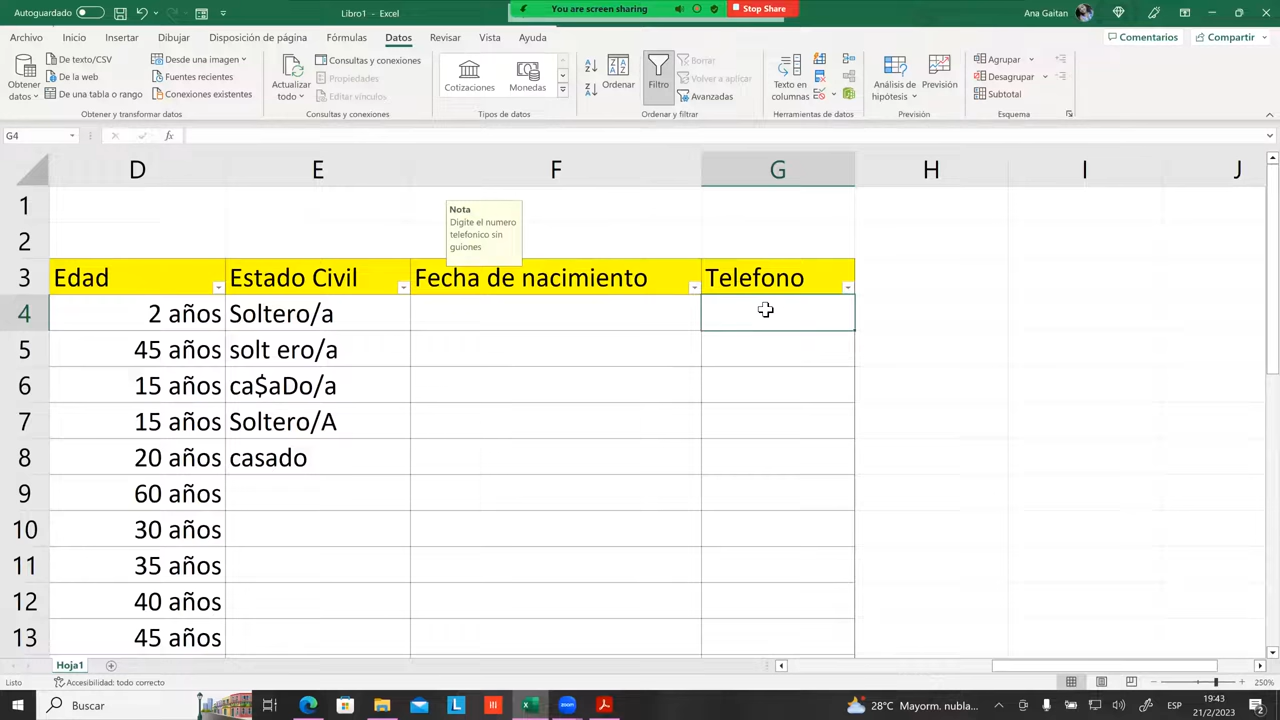 Autoguardado
Libro1 - Excel
You are screen sharing
Stop Share
Ana Gaitan
Archivo Inicio Insertar Dibujar Disposición de página Fórmulas Datos Revisar Vista Ayuda
Comentarios Compartir
Obtener datos
De texto/CSV
De la web
De una tabla o rango
Desde una imagen
Fuentes recientes
Conexiones existentes
Obtener y transformar datos
Actualizar todo
Consultas y conexiones
Propiedades
Editar vínculos
Consultas y conexiones
Cotizaciones
Monedas
Tipos de datos
Ordenar
Filtro
Borrar
Volver a aplicar
Avanzadas
Ordenar y filtrar
Texto en columnas
Herramientas de datos
Análisis de hipótesis
Previsión
Previsión
Agrupar
Desagrupar
Subtotal
Esquema
G4
fx
D E F G H I J
1
Nota
Digite el numero
telefonico sin
guiones
2
3 Edad Estado Civil Fecha de nacimiento Telefono
4 2 años Soltero/a
5 45 años solt ero/a
6 15 años ca$aDo/a
7 15 años Soltero/A
8 20 años casado
9 60 años
10 30 años
11 35 años
12 40 años
13 45 años
Hoja1
Listo
Accesibilidad: todo correcto
250%
Buscar
28°C Mayorm. nubla...
ESP
19:43
21/2/2023